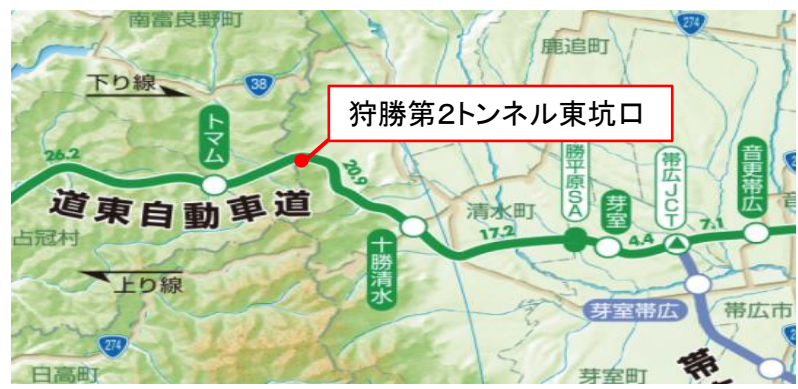 南富良野町
274
鹿追町
下り線
38
狩勝第2トンネル東坑口
トマム
26.2
20.9
道東自動車道
占冠村
上り線
274
日高町
十勝清水
清水町
17.2
勝平原SA
芽室
4.4
帯広JCT
7.1
音更帯広
芽室帯広
帯広市
芽室町
帯